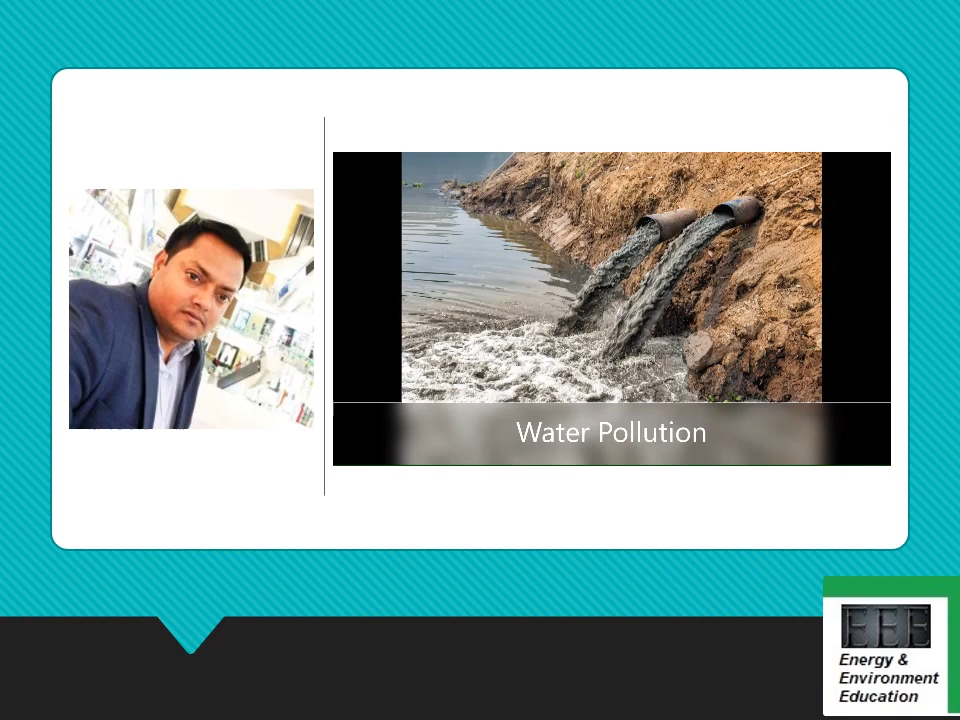 Water Pollution
EEE
Energy &
Environment
Education